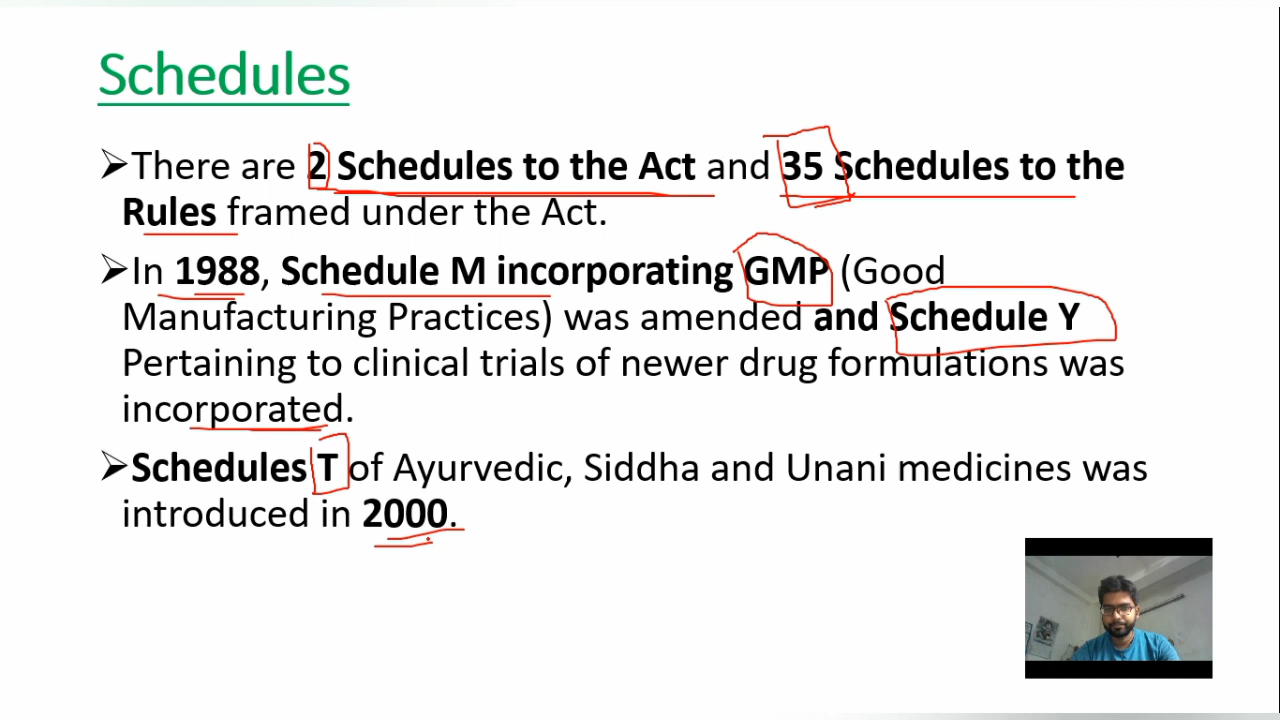 Schedules
➢There are 2 Schedules to the Act and 35 Schedules to the
Rules framed under the Act.
➢In 1988, Schedule M incorporating GMP (Good
Manufacturing Practices) was amended and Schedule Y
Pertaining to clinical trials of newer drug formulations was
incorporated.
➢Schedules T of Ayurvedic, Siddha and Unani medicines was
introduced in 2000.